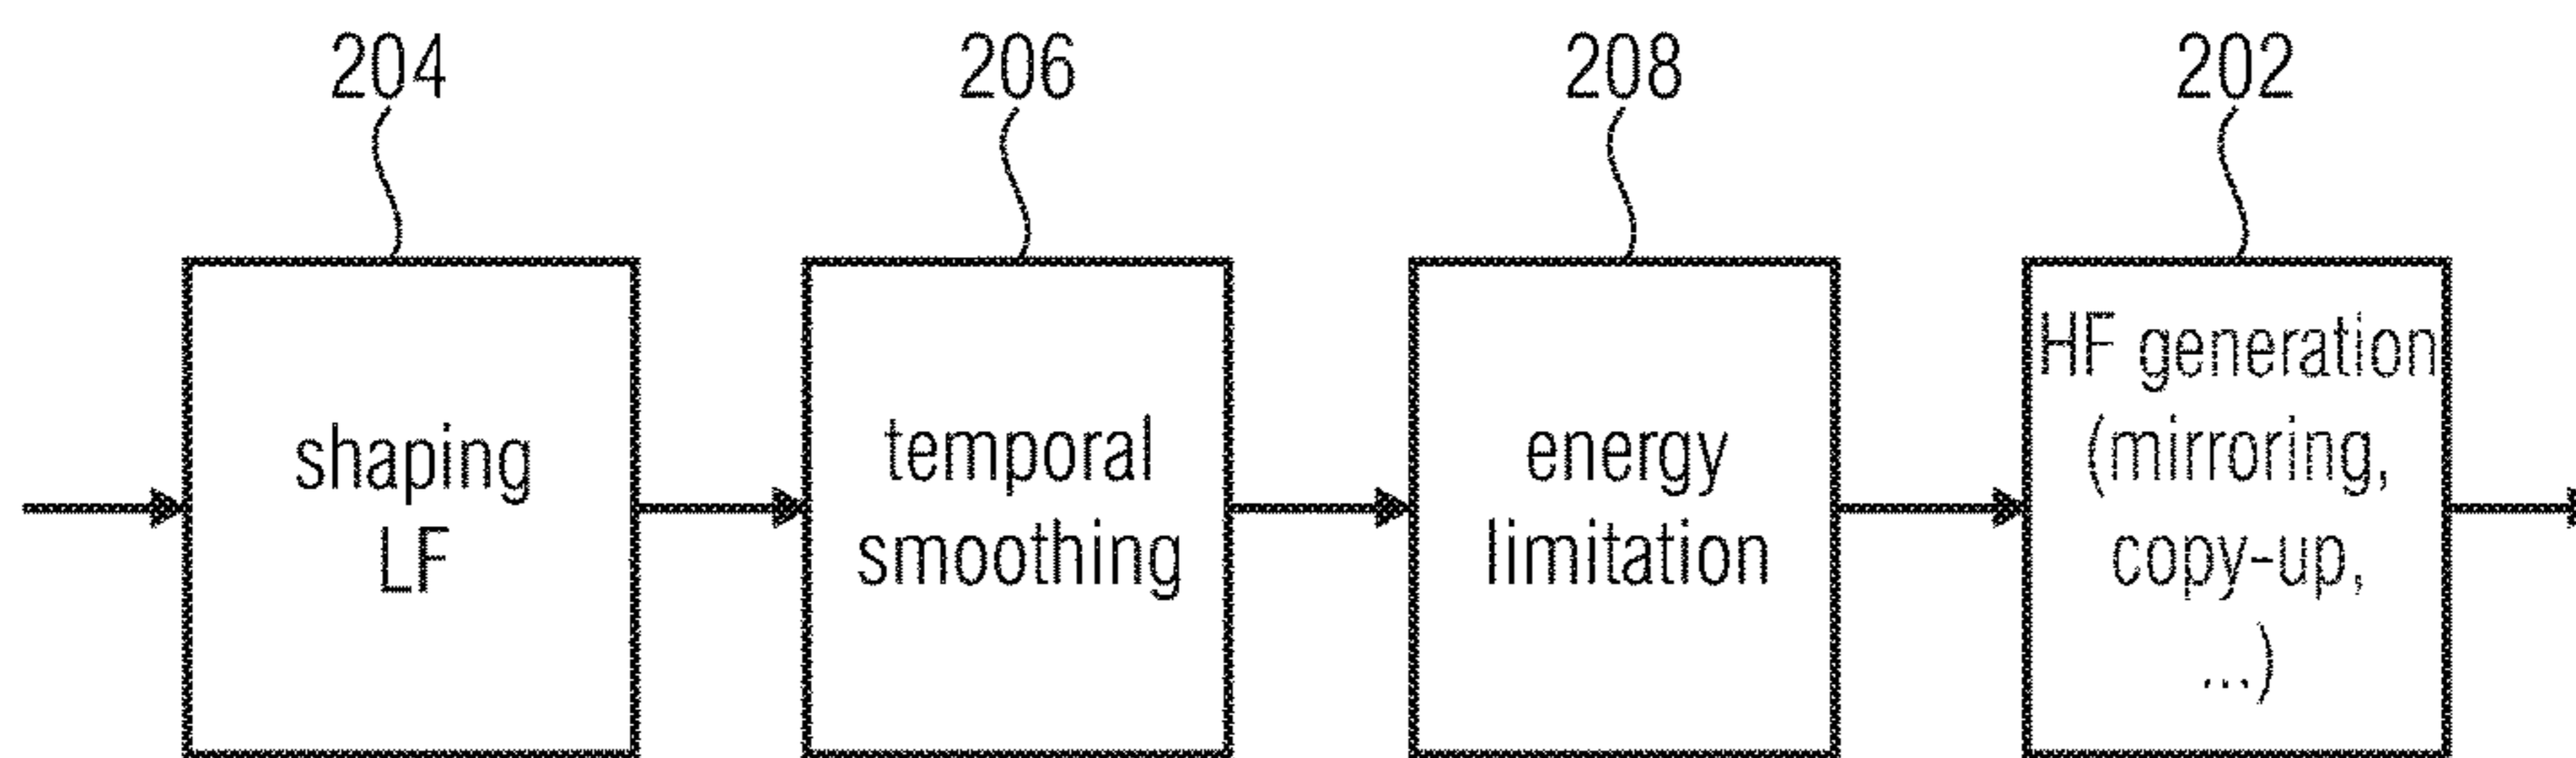 204
206
208
202
shaping
LF
temporal
smoothing
energy
limitation
HF generation
(mirroring,
copy-up,
...)